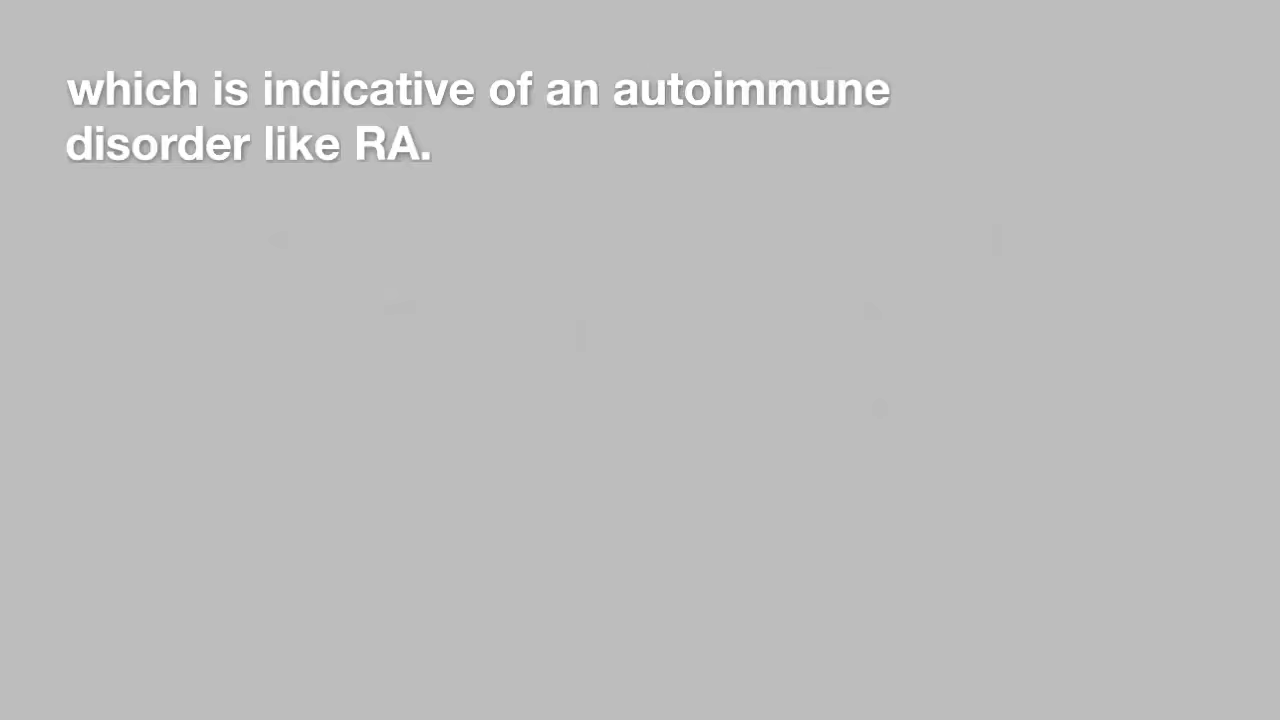 which is indicative of an autoimmune
disorder like RA.